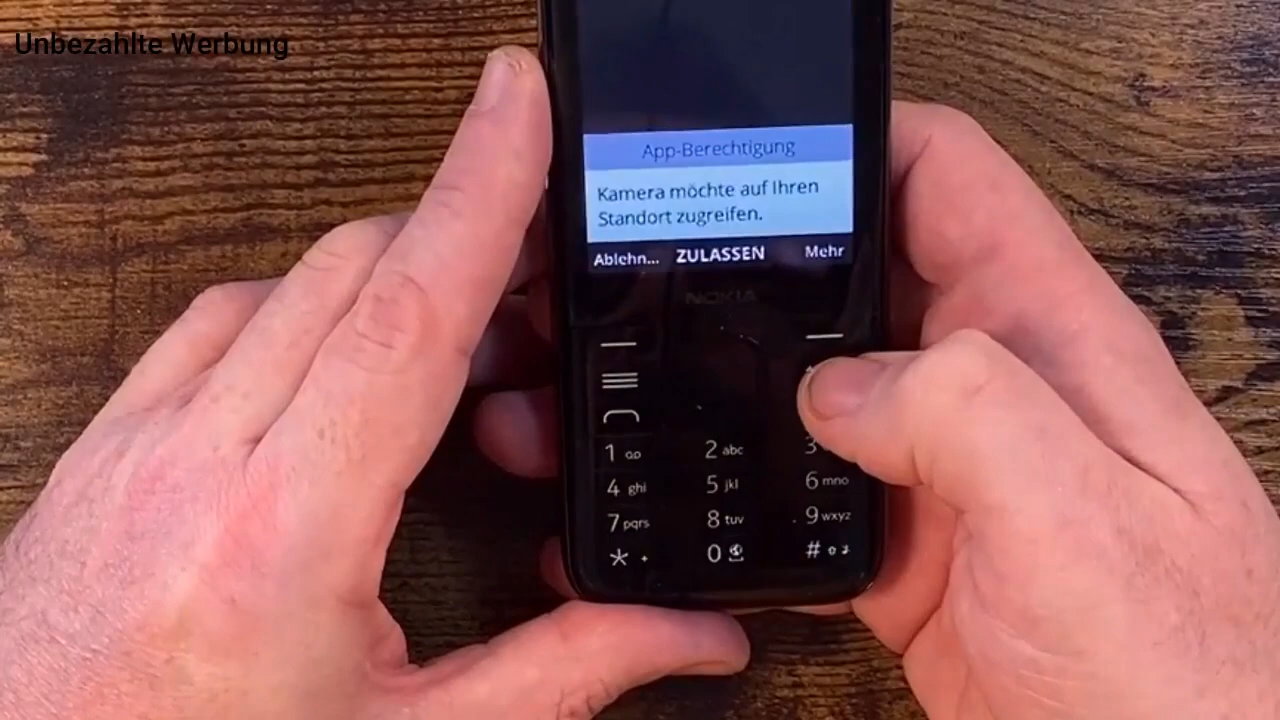 Unbezahlte Werbung
App-Berechtigung
Kamera möchte auf Ihren
Standort zugreifen.
Ablehn... ZULASSEN Mehr
NOKIA
1 2 abc 3
4 ghi 5 jkl 6 mno
7 pqrs 8 tuv 9 wxyz
* + 0 #